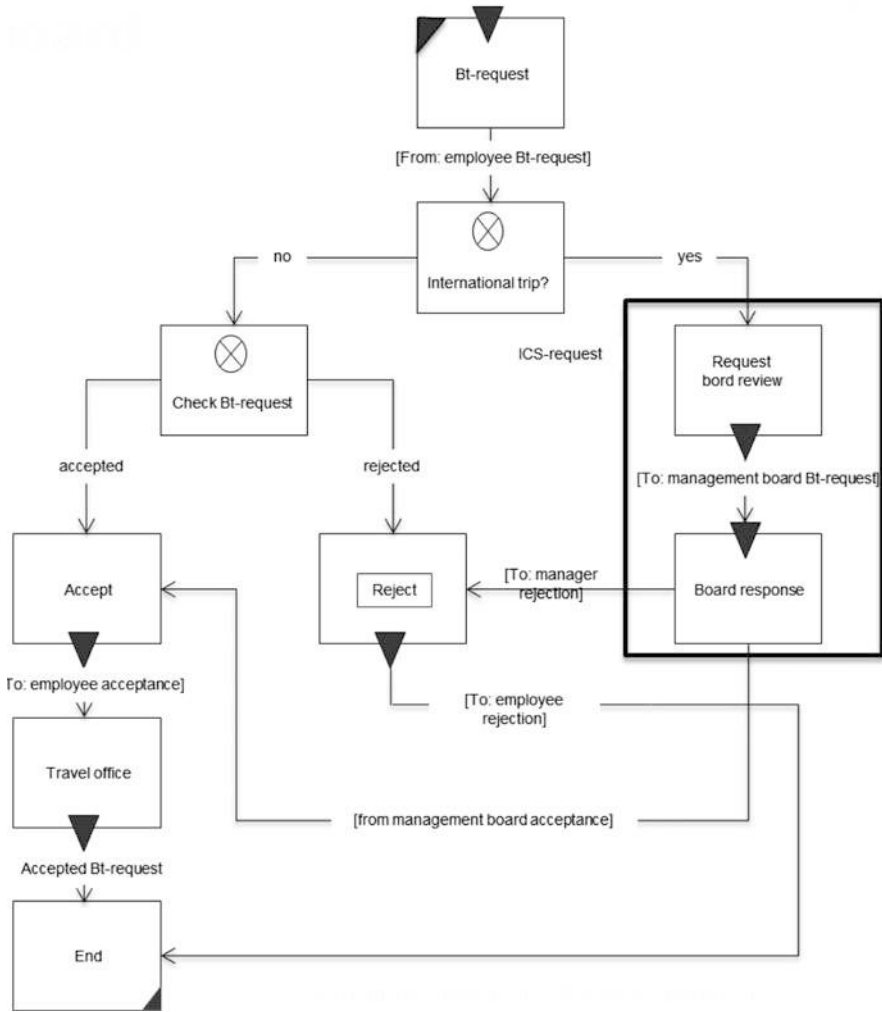 Bt-request
[From: employee Bt-request]
no
yes
International trip?
ICS-request
Request
bord review
Check Bt-request
accepted
rejected
[To: management board Bt-request]
Accept
Reject
[To: manager
rejection]
Board response
To: employee acceptance]
[To: employee
rejection]
Travel office
[from management board acceptance]
Accepted Bt-request
End